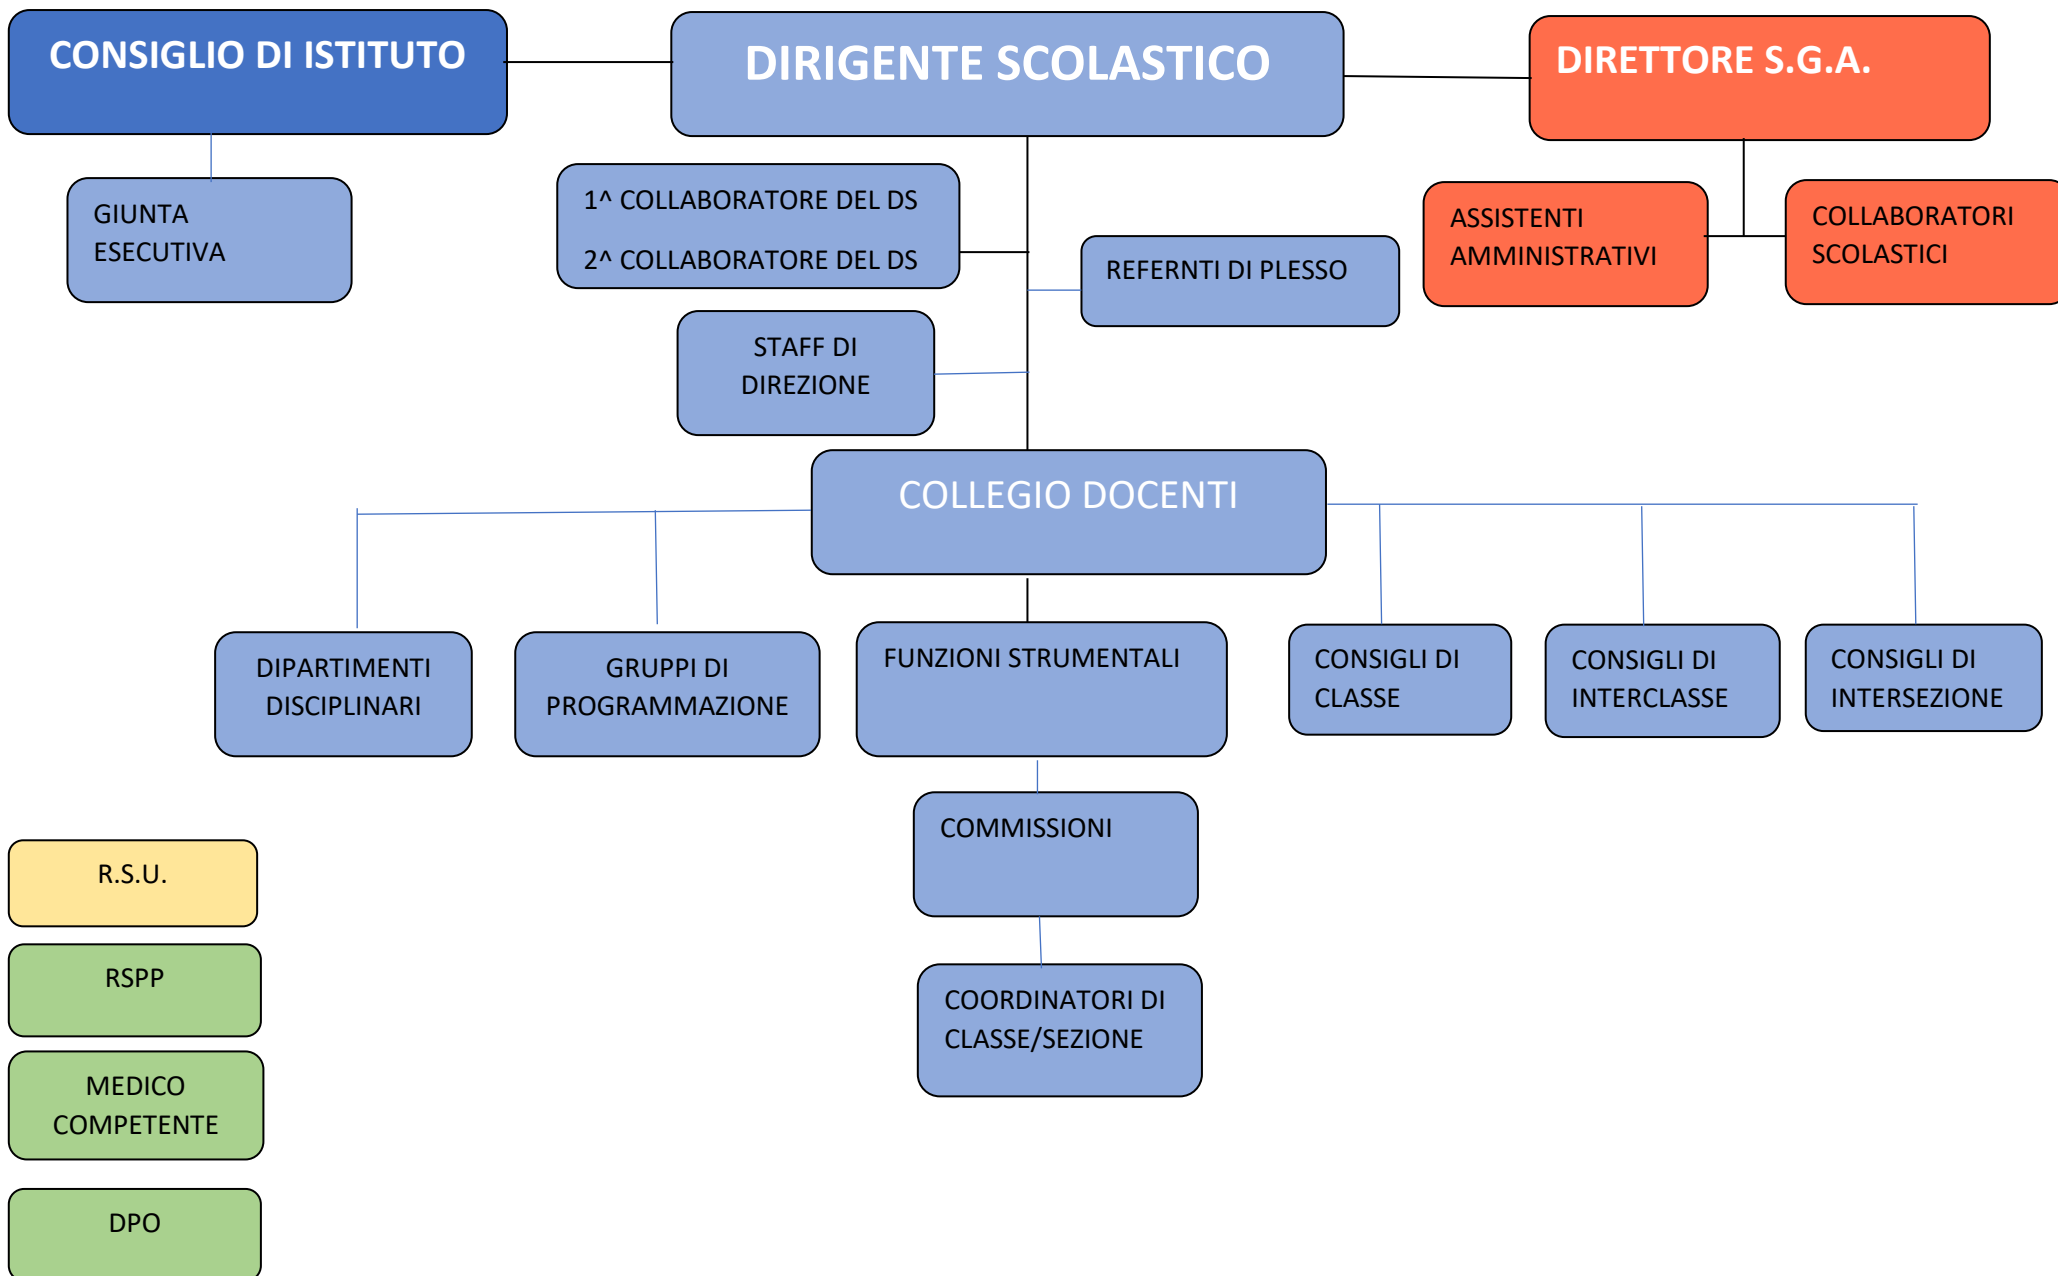 CONSIGLIO DI ISTITUTO
DIRIGENTE SCOLASTICO
DIRETTORE S.G.A.
GIUNTA
ESECUTIVA
1^ COLLABORATORE DEL DS
2^ COLLABORATORE DEL DS
REFERNTI DI PLESSO
ASSISTENTI
AMMINISTRATIVI
COLLABORATORI
SCOLASTICI
STAFF DI
DIREZIONE
COLLEGIO DOCENTI
DIPARTIMENTI
DISCIPLINARI
GRUPPI DI
PROGRAMMAZIONE
FUNZIONI STRUMENTALI
CONSIGLI DI
CLASSE
CONSIGLI DI
INTERCLASSE
CONSIGLI DI
INTERSEZIONE
COMMISSIONI
COORDINATORI DI
CLASSE/SEZIONE
R.S.U.
RSPP
MEDICO
COMPETENTE
DPO